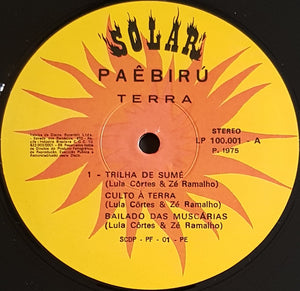 SOLAR
PAÊBIRÚ
TERRA
STEREO
LP 100.001 - A
P. 1975
1 - TRILHA DE SUMÉ
(Lula Côrtes & Zé Ramalho)
CULTO À TERRA
(Lula Côrtes & Zé Ramalho)
BAILADO DAS MUSCÁRIAS
(Lula Côrtes & Zé Ramalho)
SCDP - PF - 01 - PE